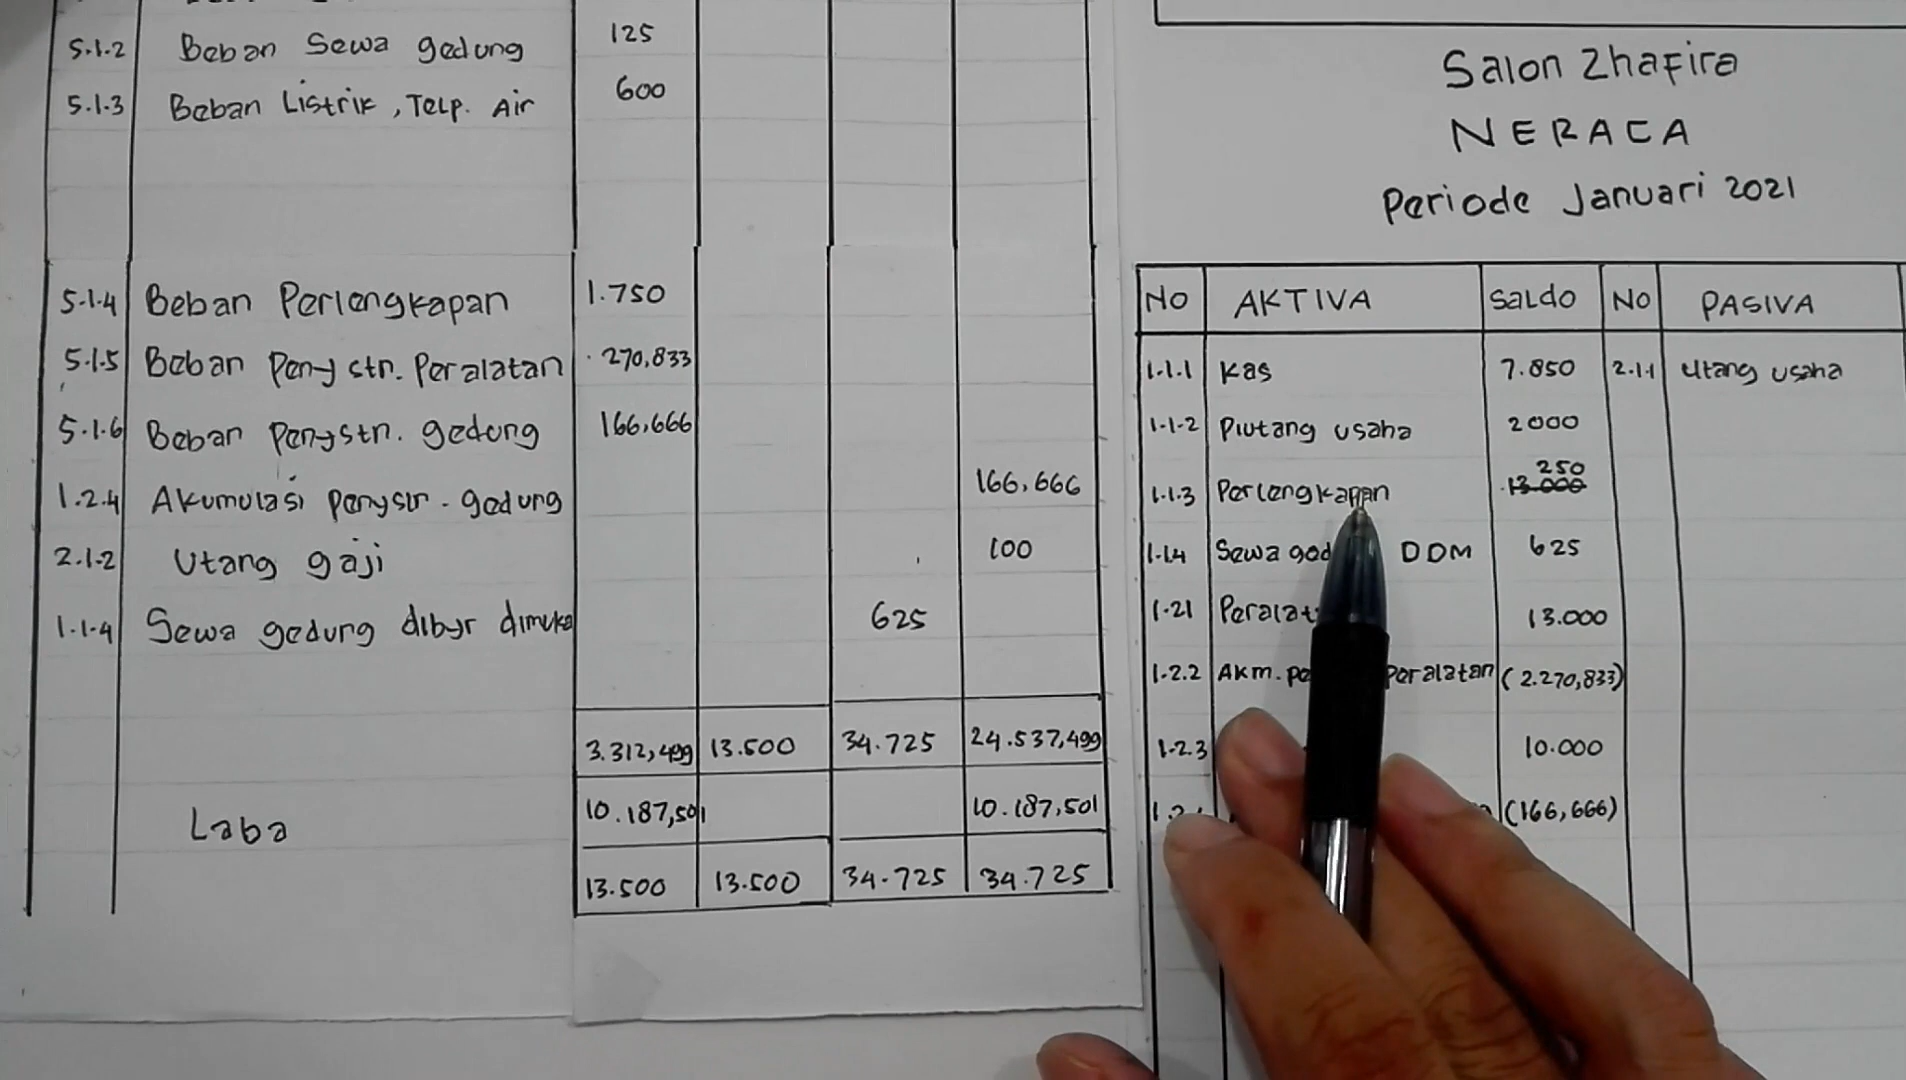 5.1.2 Beban Sewa gedung 125
5.1.3 Beban Listrik, Telp. Air 600
5.1.4 Beban Perlengkapan 1.750
5.1.5 Beban Penystn. Peralatan 270,833
5.1.6 Beban Penystn. gedung 166,666
1.2.4 Akumulasi penystn. gedung 166,666
2.1.2 Utang gaji 100
1.1.4 Sewa gedung dibyr dimuka 625
3.312,499 13.500 34.725 24.537,499
Laba 10.187,501 10.187,501
13.500 13.500 34.725 34.725
Salon Zhafira
NERACA
Periode Januari 2021
NO AKTIVA Saldo NO PASIVA
1.1.1 Kas 7.850 2.1.1 Utang usaha
1.1.2 Piutang usaha 2000
250
1.1.3 Perlengkapan 13.000
1.1.4 Sewa DDM 625
1.21 13.000
1.2.2 Akm. Peralatan (2.270,833)
1.2.3 10.000
(166,666)